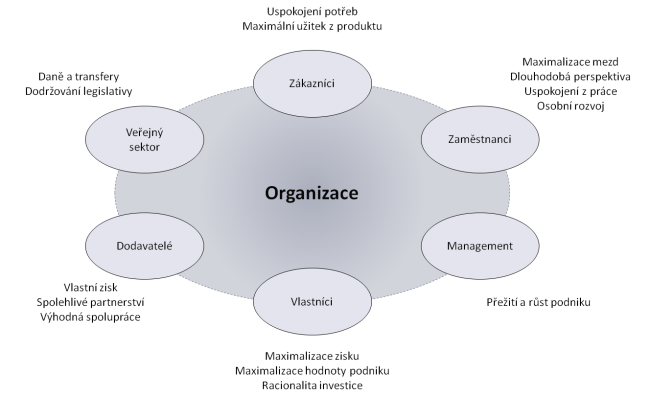 Uspokojení potřeb
Maximální užitek z produktu
Zákazníci
Maximalizace mezd
Dlouhodobá perspektiva
Uspokojení z práce
Osobní rozvoj
Zaměstnanci
Daně a transfery
Dodržování legislativy
Veřejný
sektor
Organizace
Dodavatelé
Vlastní zisk
Spolehlivé partnerství
Výhodná spolupráce
Management
Přežití a růst podniku
Vlastníci
Maximalizace zisku
Maximalizace hodnoty podniku
Racionalita investice